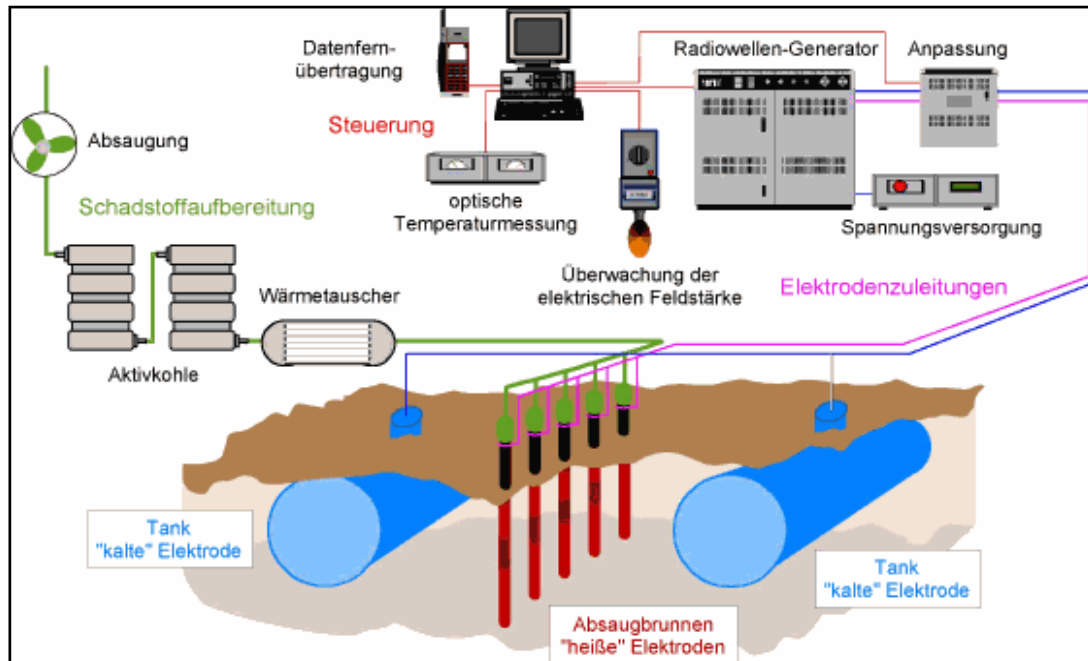 Datenfern-
übertragung
Radiowellen-Generator
Anpassung
Absaugung
Steuerung
Schadstoffaufbereitung
optische
Temperaturmessung
Spannungsversorgung
Überwachung der
elektrischen Feldstärke
Elektrodenzuleitungen
Wärmetauscher
Aktivkohle
Tank
"kalte" Elektrode
Tank
"kalte" Elektrode
Absaugbrunnen
"heiße" Elektroden